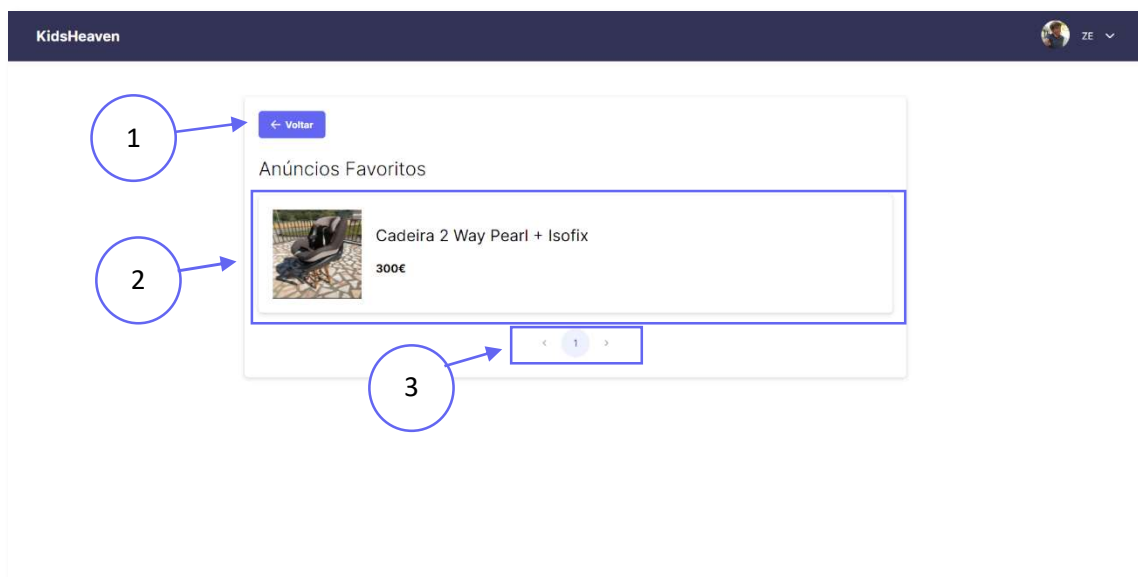 KidsHeaven
ZE
1
← Voltar
Anúncios Favoritos
2
Cadeira 2 Way Pearl + Isofix
300€
< 1 >
3